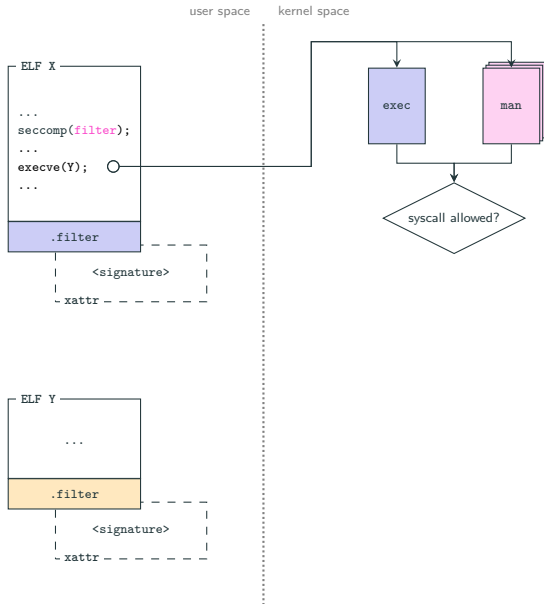 user space
kernel space
ELF X
...
seccomp(filter);
...
execve(Y);
...
.filter
<signature>
xattr
exec
man
syscall allowed?
ELF Y
...
.filter
<signature>
xattr